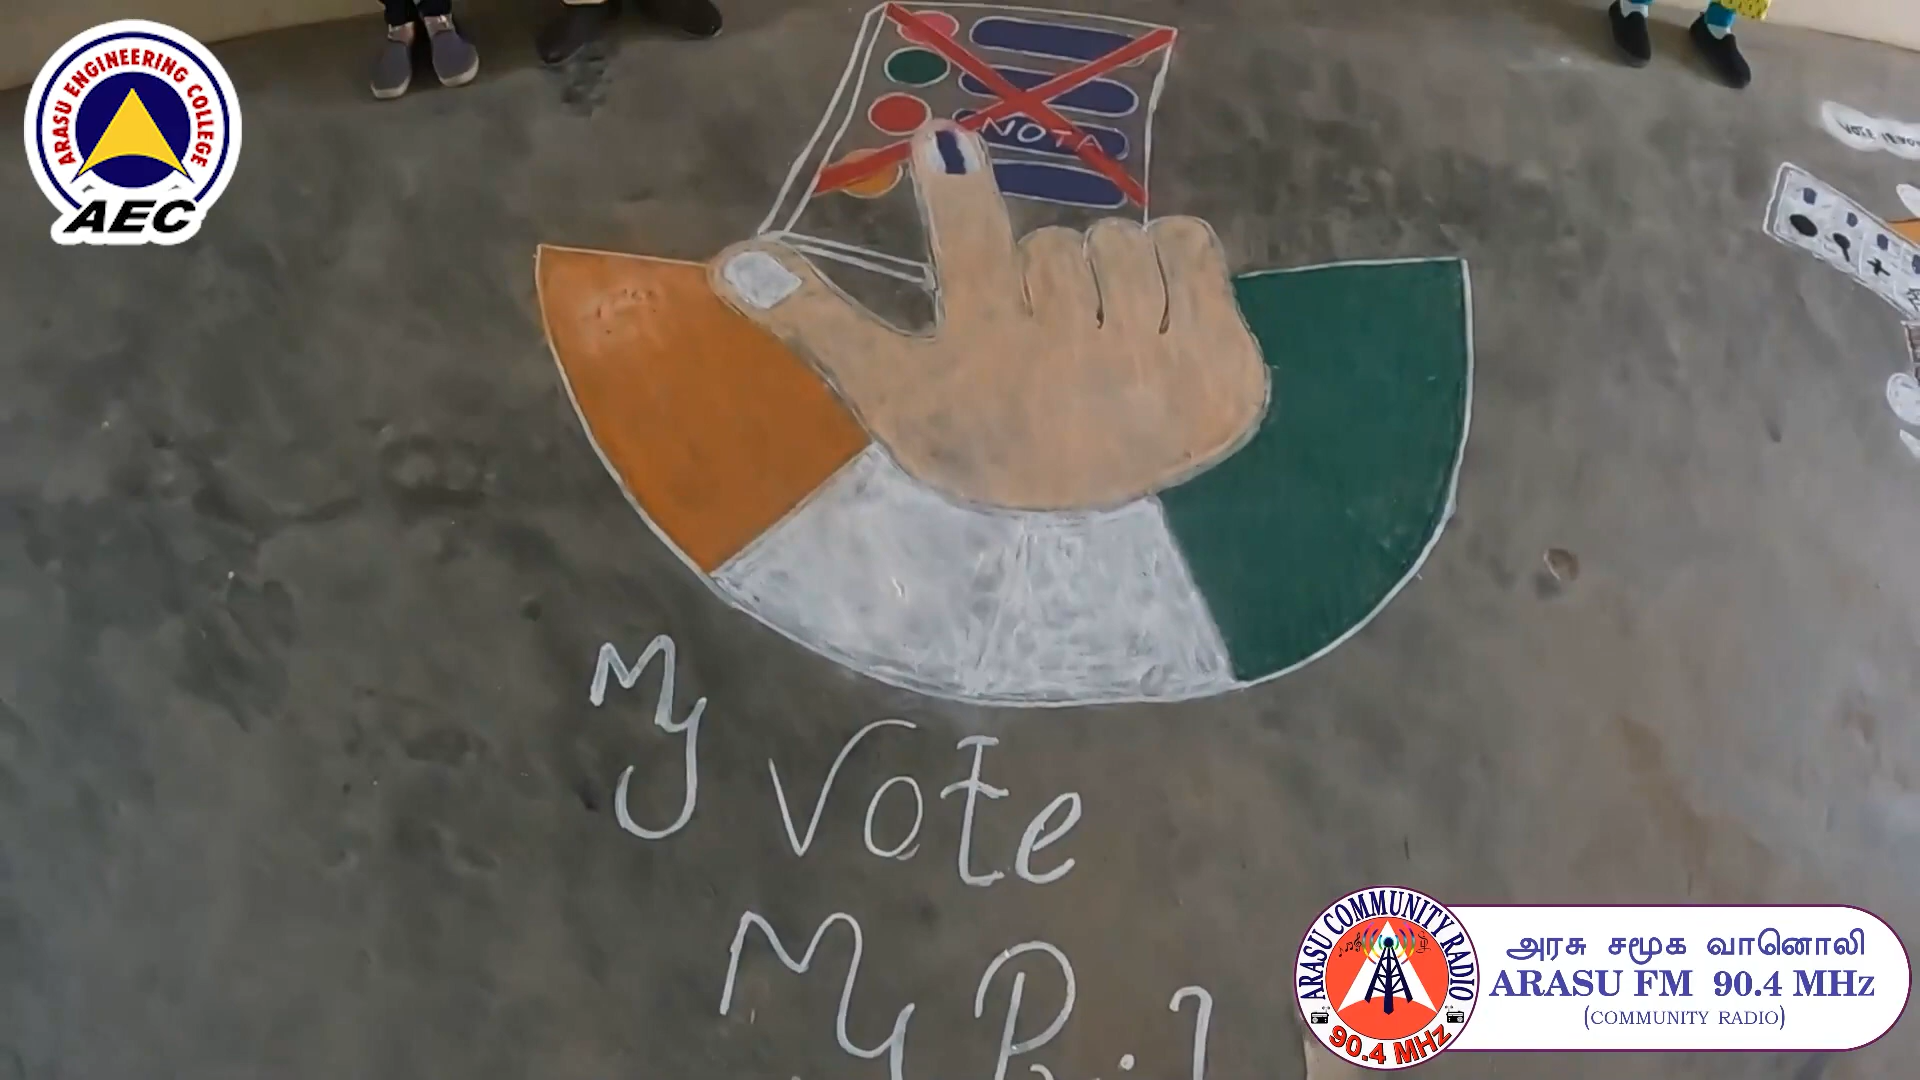 ARASU ENGINEERING COLLEGE
AEC
NOTA
My
Vote
My
ARASU COMMUNITY RADIO
90.4 MHz
அரசு சமூக வானொலி
ARASU FM 90.4 MHz
(COMMUNITY RADIO)